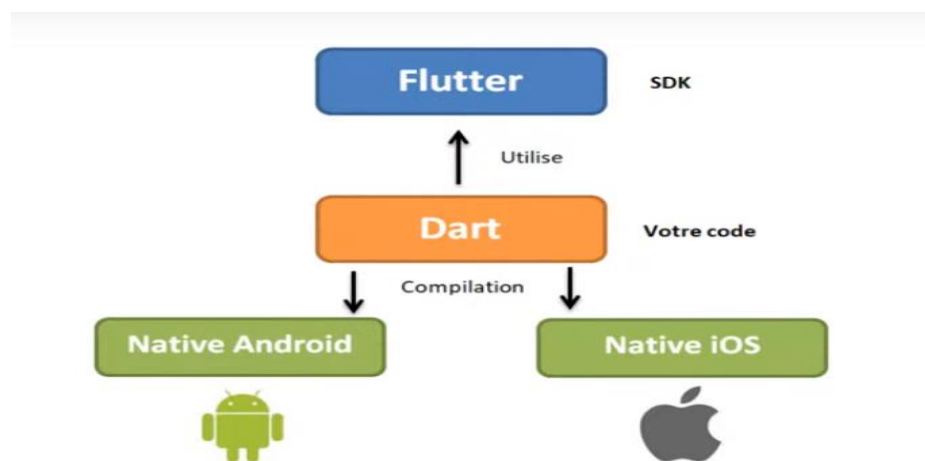 Flutter
SDK
Utilise
Dart
Votre code
Compilation
Native Android
Native iOS